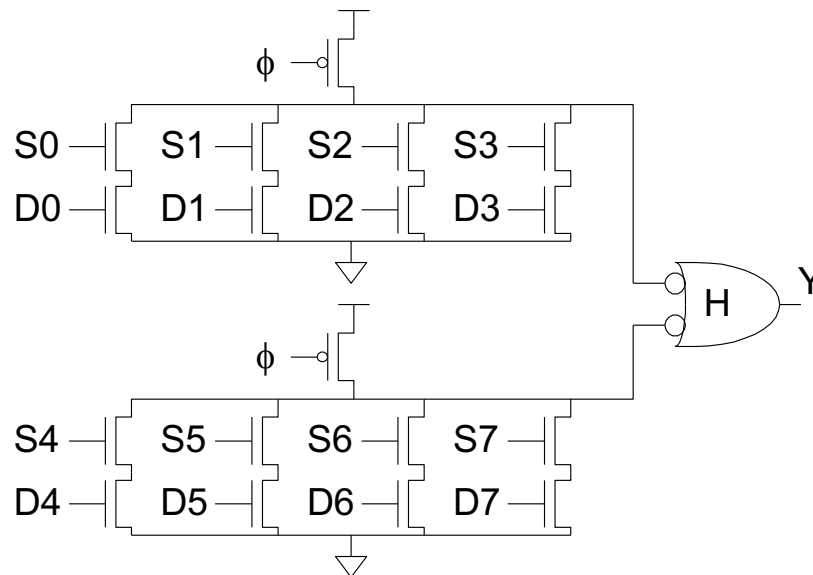 ϕ
S0 S1 S2 S3
D0 D1 D2 D3
H Y
ϕ
S4 S5 S6 S7
D4 D5 D6 D7